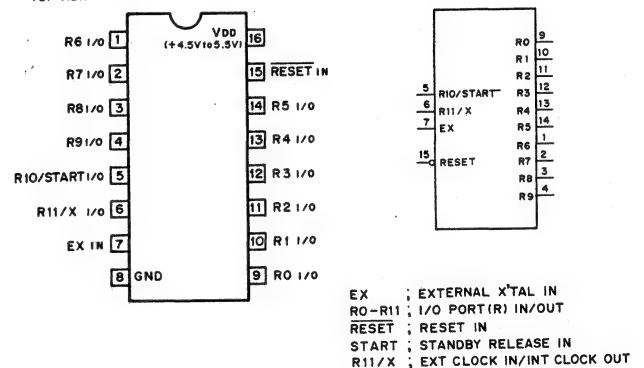 R6 I/O 1
R7 I/O 2
R8 I/O 3
R9 I/O 4
R10/START I/O 5
R11/X I/O 6
EX IN 7
8 GND
VDD 16
(+4.5V to 5.5V)
15 RESET IN
14 R5 I/O
13 R4 I/O
12 R3 I/O
11 R2 I/O
10 R1 I/O
9 R0 I/O
5 R10/START
6 R11/X
7 EX
15 RESET
R0 9
R1 10
R2 11
R3 12
R4 13
R5 14
R6 1
R7 2
R8 3
R9 4
EX ; EXTERNAL X'TAL IN
R0-R11 ; I/O PORT(R) IN/OUT
RESET ; RESET IN
START ; STANDBY RELEASE IN
R11/X ; EXT CLOCK IN/INT CLOCK OUT